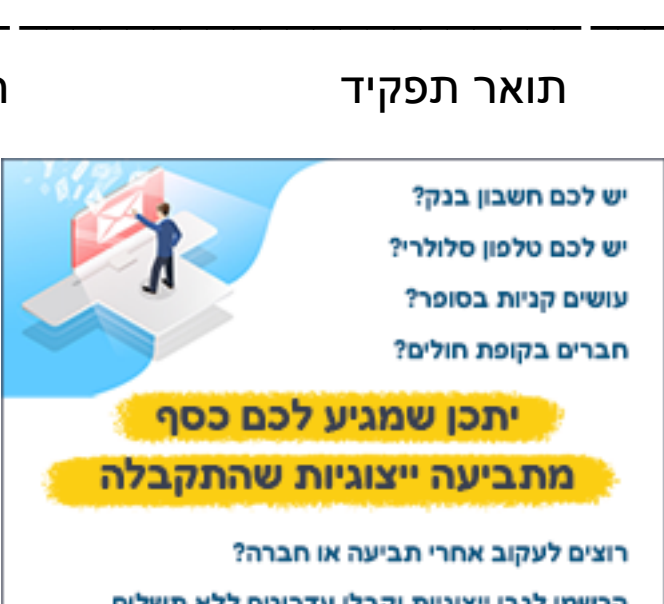 תואר תפקיד
יש לכם חשבון בנק?
יש לכם טלפון סלולרי?
עושים קניות בסופר?
חברים בקופת חולים?
יתכן שמגיע לכם כסף
מתביעה ייצוגיות שהתקבלה
רוצים לעקוב אחרי תביעה או חברה?